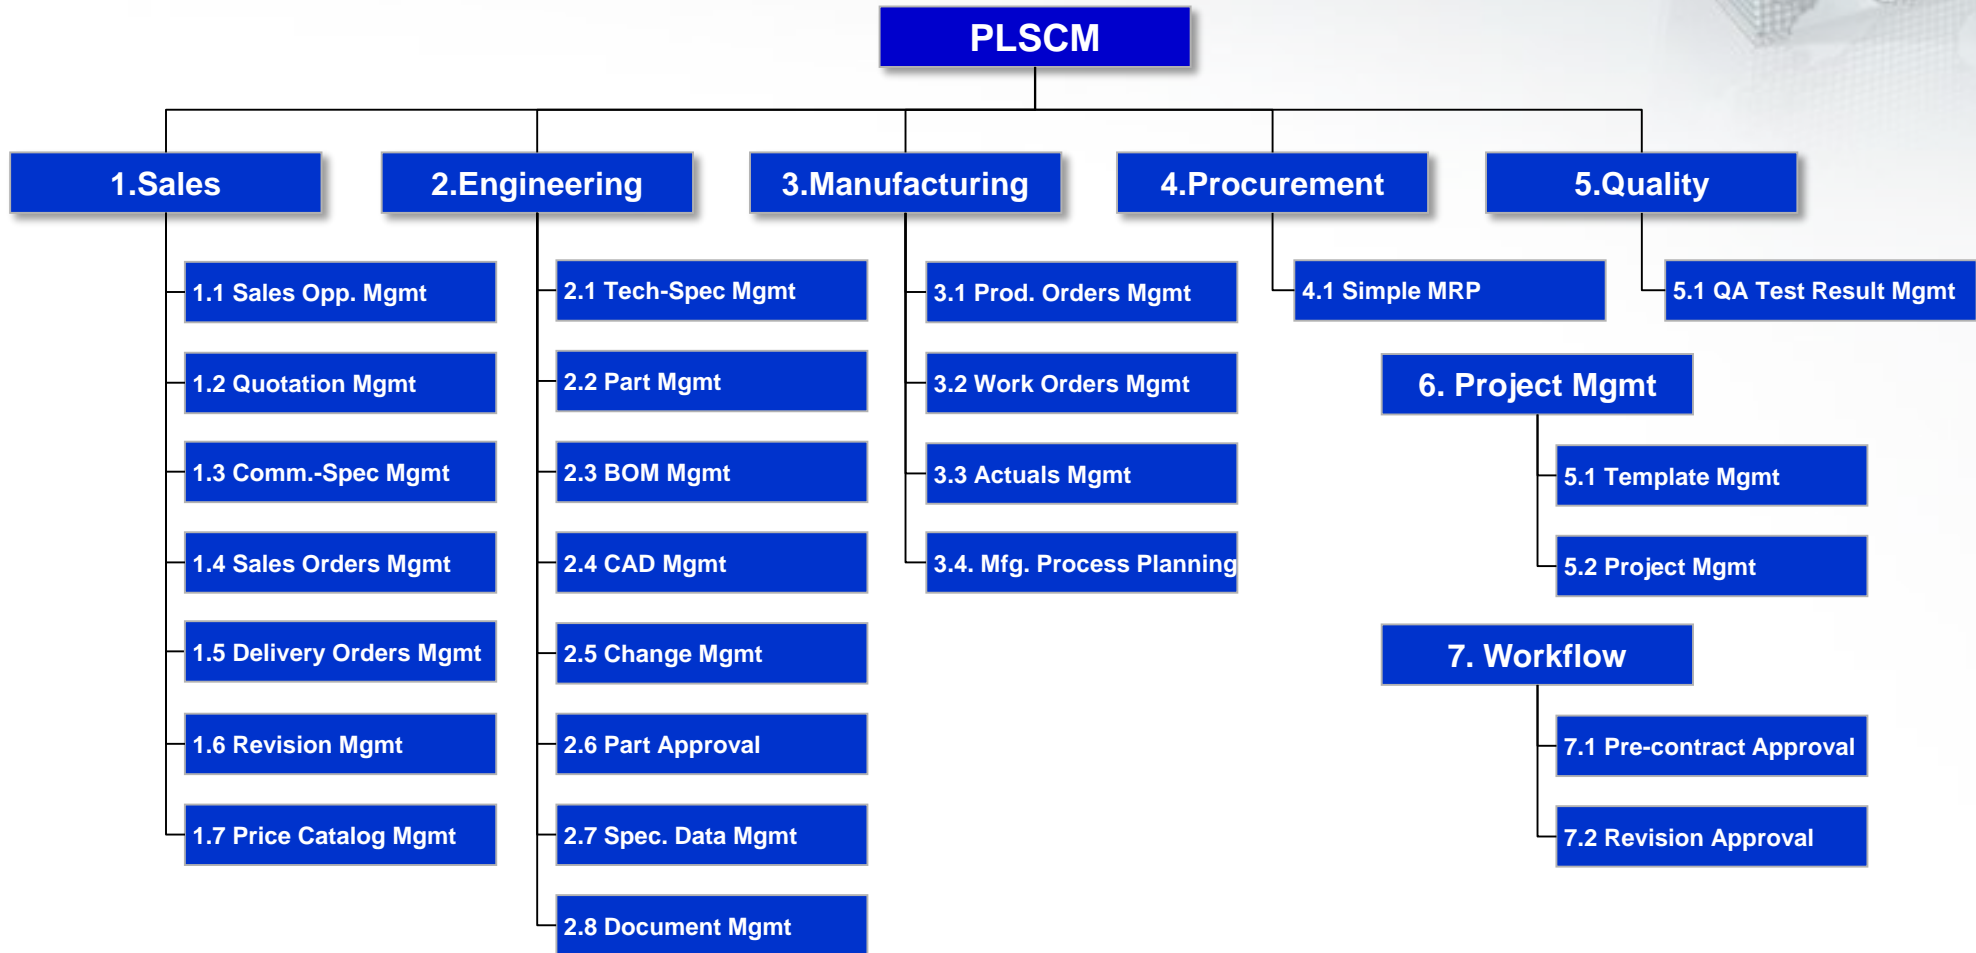 PLSCM
1.Sales
2.Engineering
3.Manufacturing
4.Procurement
5.Quality
1.1 Sales Opp. Mgmt
1.2 Quotation Mgmt
1.3 Comm.-Spec Mgmt
1.4 Sales Orders Mgmt
1.5 Delivery Orders Mgmt
1.6 Revision Mgmt
1.7 Price Catalog Mgmt
2.1 Tech-Spec Mgmt
2.2 Part Mgmt
2.3 BOM Mgmt
2.4 CAD Mgmt
2.5 Change Mgmt
2.6 Part Approval
2.7 Spec. Data Mgmt
2.8 Document Mgmt
3.1 Prod. Orders Mgmt
3.2 Work Orders Mgmt
3.3 Actuals Mgmt
3.4. Mfg. Process Planning
4.1 Simple MRP
5.1 QA Test Result Mgmt
6. Project Mgmt
5.1 Template Mgmt
5.2 Project Mgmt
7. Workflow
7.1 Pre-contract Approval
7.2 Revision Approval